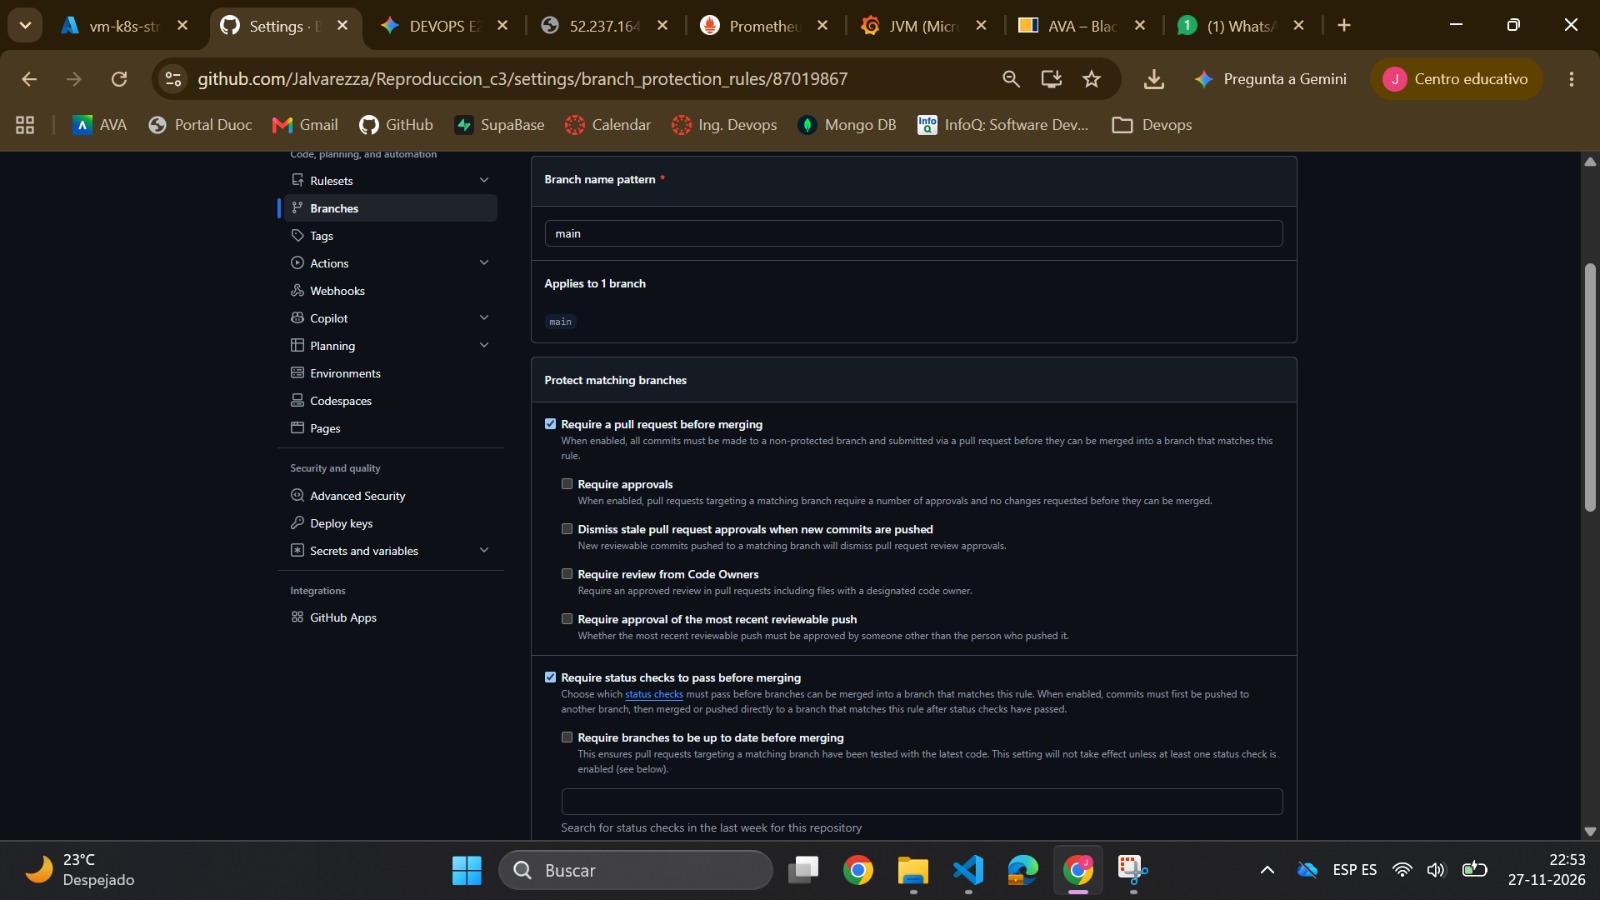 vm-k8s-str
Settings · B
DEVOPS E2
52.237.164
Prometheu
JVM (Micro
AVA – Blac
(1) WhatsA
github.com/Jalvarezza/Reproduccion_c3/settings/branch_protection_rules/87019867
Pregunta a Gemini
J
Centro educativo
AVA
Portal Duoc
Gmail
GitHub
SupaBase
Calendar
Ing. Devops
Mongo DB
InfoQ: Software Dev...
Devops
Code, planning, and automation
Rulesets
Branches
Tags
Actions
Webhooks
Copilot
Planning
Environments
Codespaces
Pages
Security and quality
Advanced Security
Deploy keys
Secrets and variables
Integrations
GitHub Apps
Branch name pattern *
main
Applies to 1 branch
main
Protect matching branches
Require a pull request before merging
When enabled, all commits must be made to a non-protected branch and submitted via a pull request before they can be merged into a branch that matches this
rule.
Require approvals
When enabled, pull requests targeting a matching branch require a number of approvals and no changes requested before they can be merged.
Dismiss stale pull request approvals when new commits are pushed
New reviewable commits pushed to a matching branch will dismiss pull request review approvals.
Require review from Code Owners
Require an approved review in pull requests including files with a designated code owner.
Require approval of the most recent reviewable push
Whether the most recent reviewable push must be approved by someone other than the person who pushed it.
Require status checks to pass before merging
Choose which status checks must pass before branches can be merged into a branch that matches this rule. When enabled, commits must first be pushed to
another branch, then merged or pushed directly to a branch that matches this rule after status checks have passed.
Require branches to be up to date before merging
This ensures pull requests targeting a matching branch have been tested with the latest code. This setting will not take effect unless at least one status check is
enabled (see below).
Search for status checks in the last week for this repository
23°C
Despejado
Buscar
ESP ES
22:53
27-11-2026